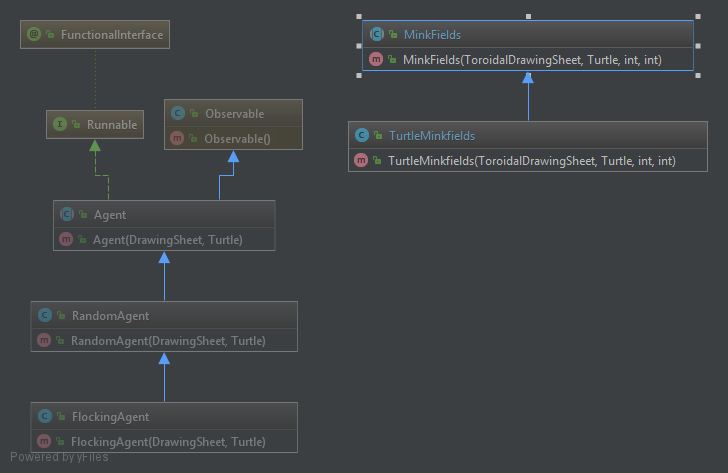 FunctionalInterface
Runnable
Observable
Observable()
Agent
Agent(DrawingSheet, Turtle)
RandomAgent
RandomAgent(DrawingSheet, Turtle)
FlockingAgent
FlockingAgent(DrawingSheet, Turtle)
MinkFields
MinkFields(ToroidalDrawingSheet, Turtle, int, int)
TurtleMinkfields
TurtleMinkfields(ToroidalDrawingSheet, Turtle, int, int)
Powered by yFiles